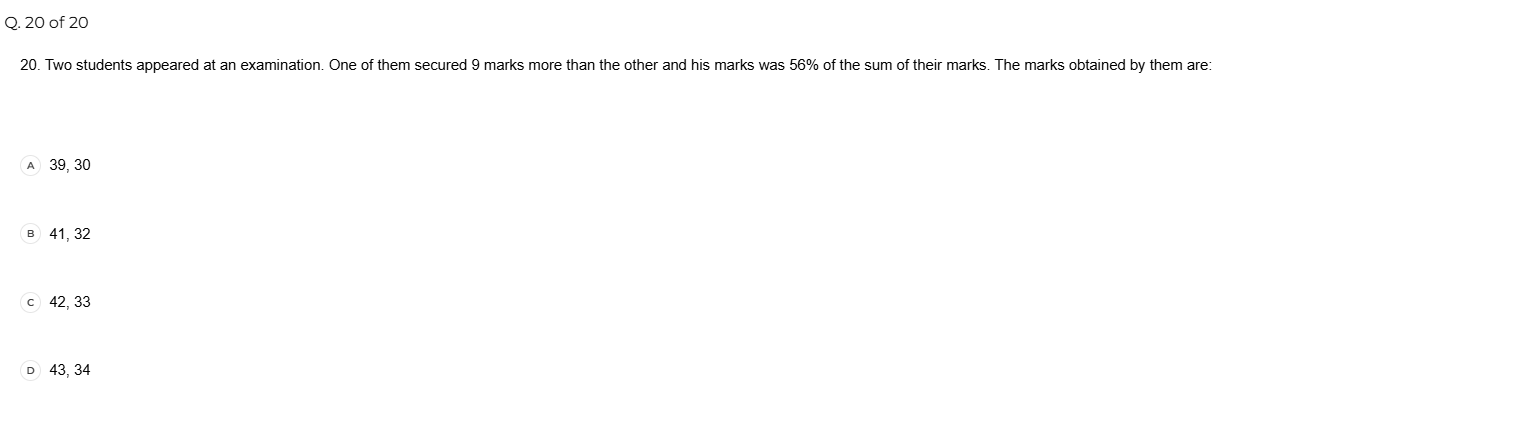 Q. 20 of 20
20. Two students appeared at an examination. One of them secured 9 marks more than the other and his marks was 56% of the sum of their marks. The marks obtained by them are:
A 39, 30
B 41, 32
C 42, 33
D 43, 34